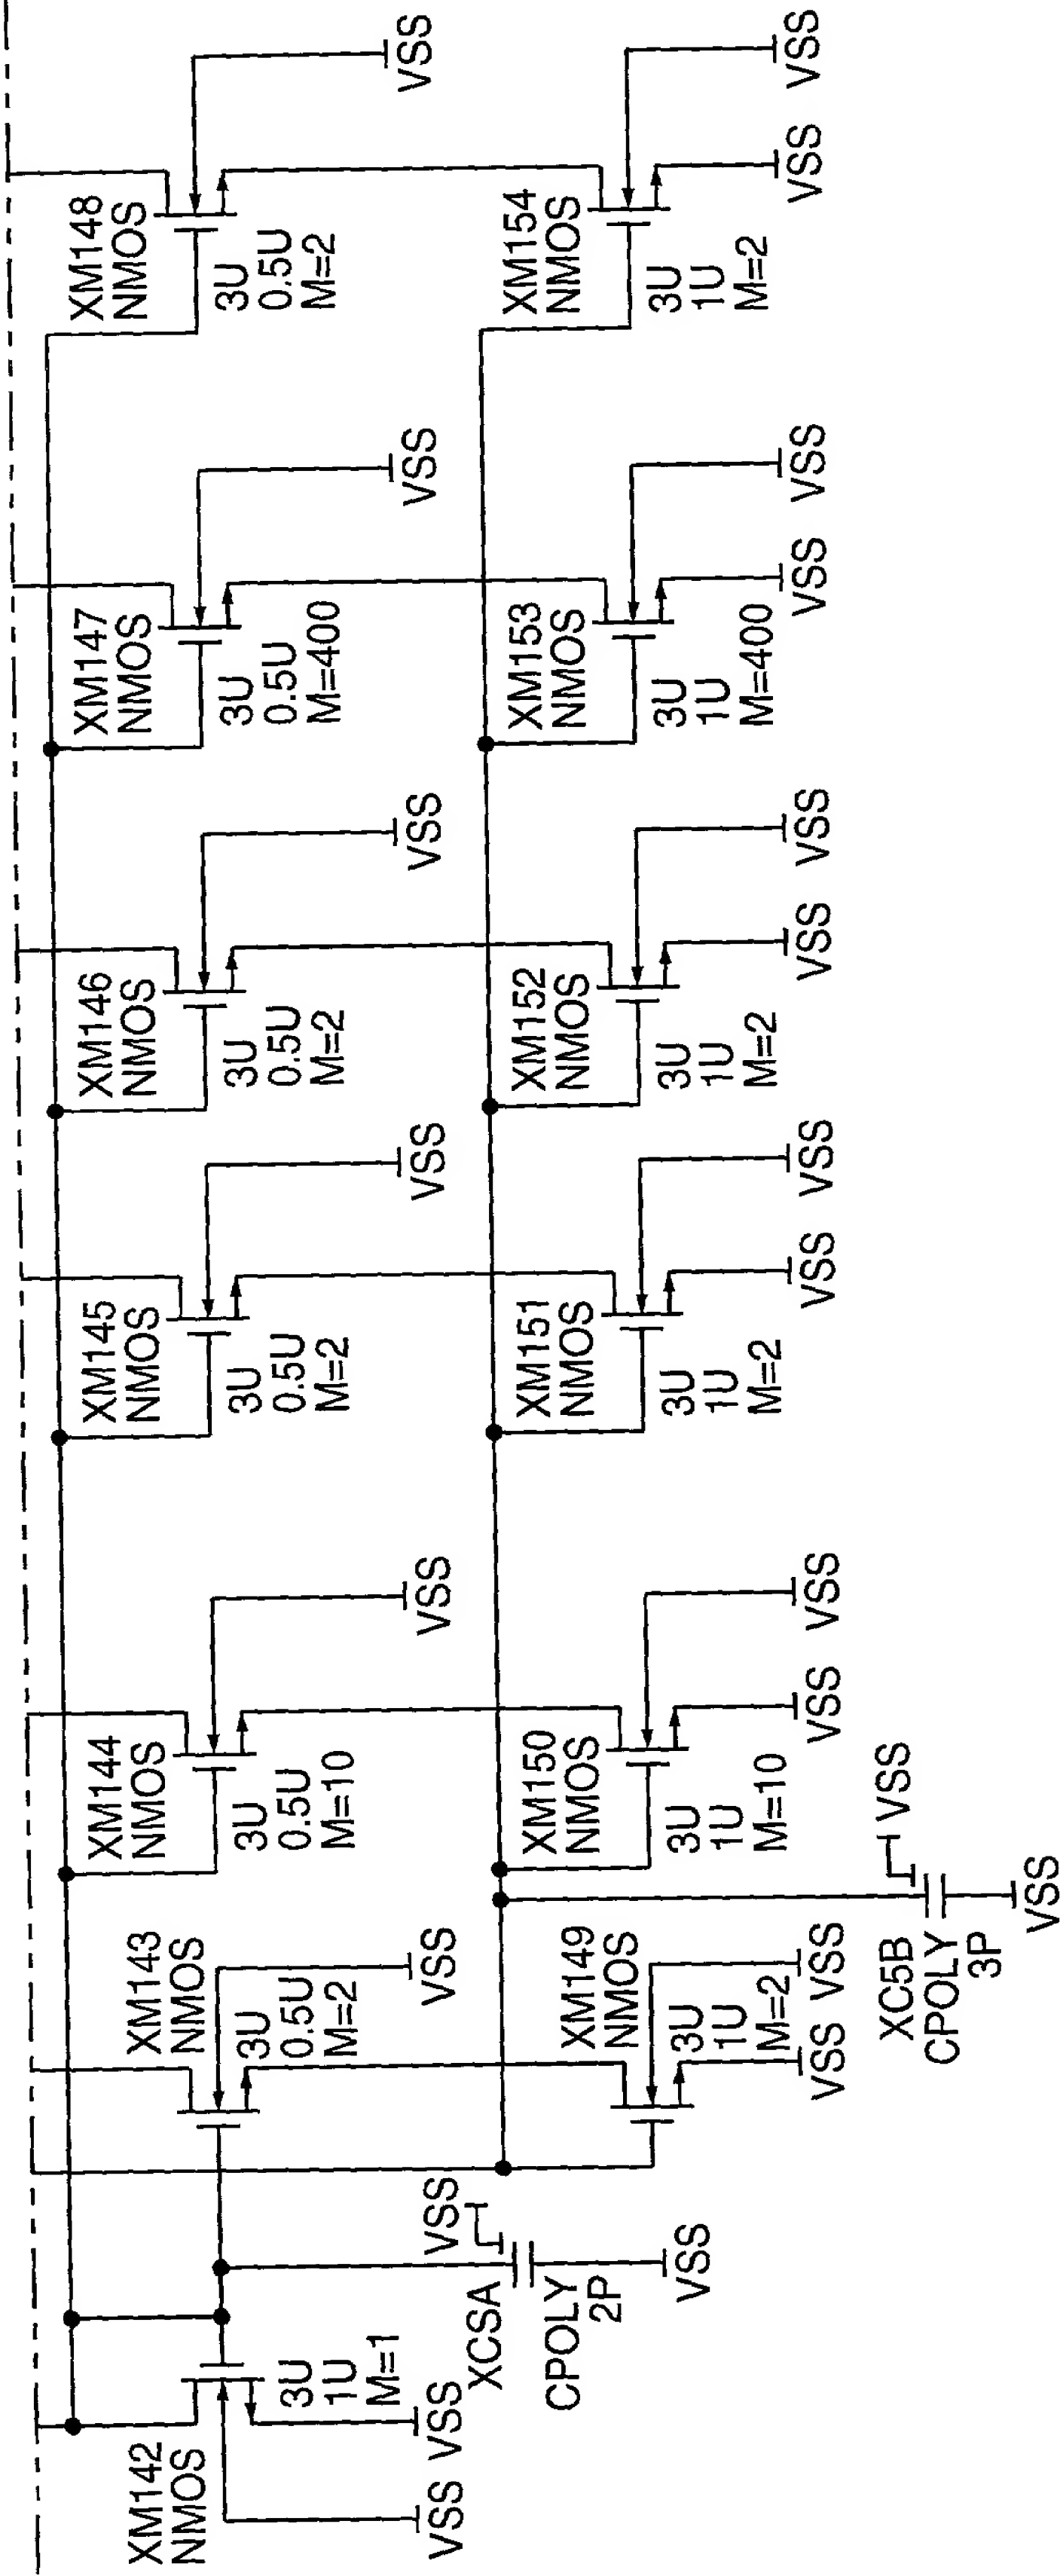 XM142
NMOS
3U
1U
M=1
VSS
VSS
XCSA
CPOLY
2P
VSS
VSS
XM143
NMOS
3U
0.5U
M=2
VSS
XM144
NMOS
3U
0.5U
M=10
VSS
XM145
NMOS
3U
0.5U
M=2
VSS
XM146
NMOS
3U
0.5U
M=2
VSS
XM147
NMOS
3U
0.5U
M=400
VSS
XM148
NMOS
3U
0.5U
M=2
VSS
XM149
NMOS
3U
1U
M=2
VSS
VSS
XC5B
CPOLY
3P
VSS
VSS
XM150
NMOS
3U
1U
M=10
VSS
VSS
XM151
NMOS
3U
1U
M=2
VSS
VSS
XM152
NMOS
3U
1U
M=2
VSS
VSS
XM153
NMOS
3U
1U
M=400
VSS
VSS
XM154
NMOS
3U
1U
M=2
VSS
VSS